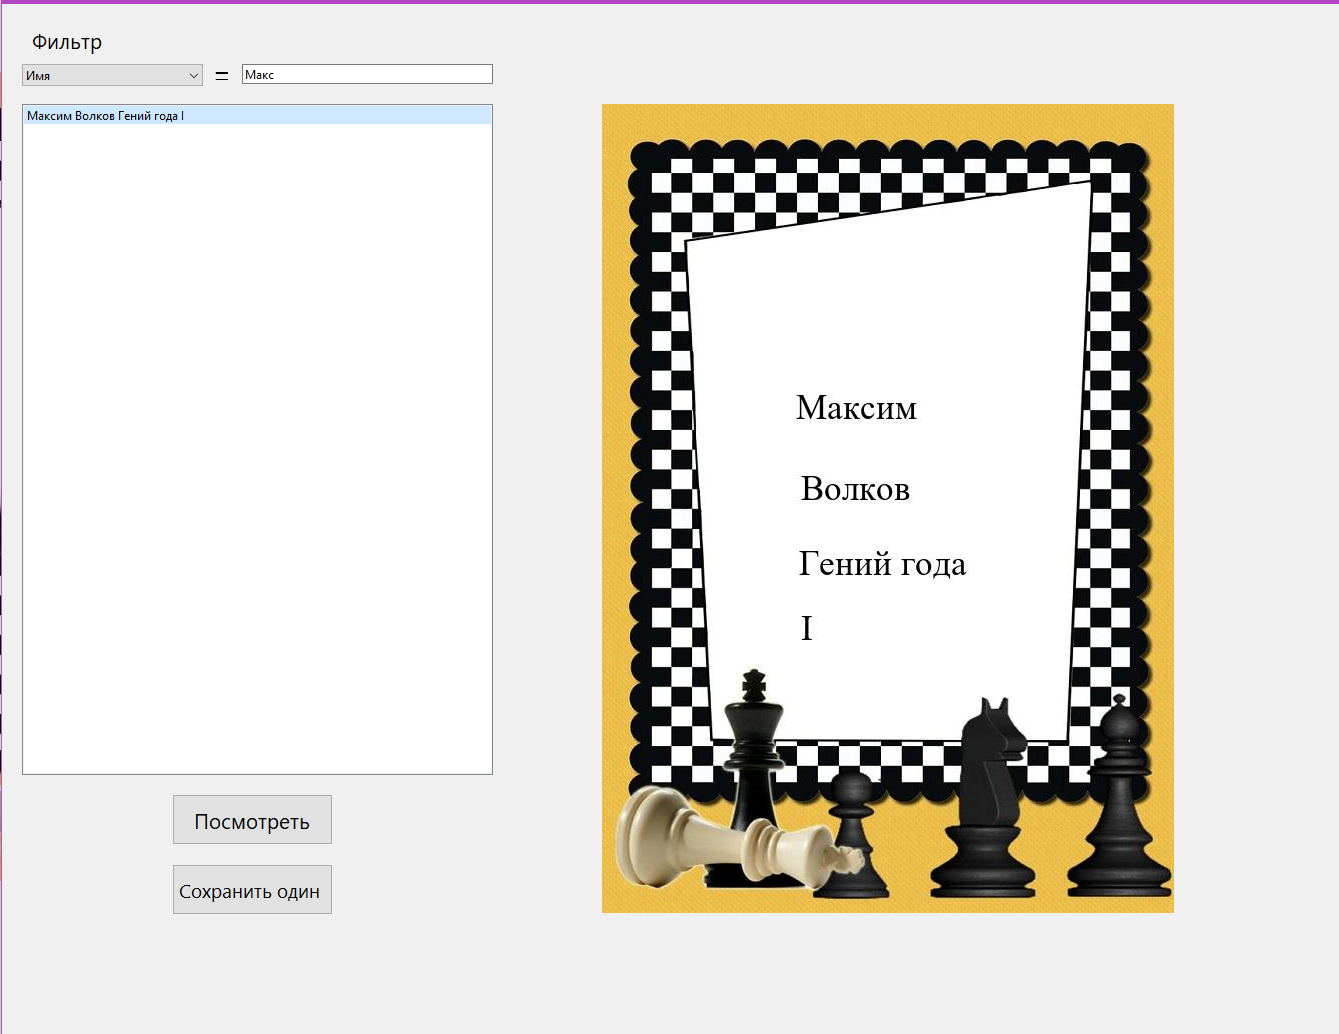 Фильтр
Имя = Макс
Максим Волков Гений года I
Посмотреть
Сохранить один
Максим
Волков
Гений года
I